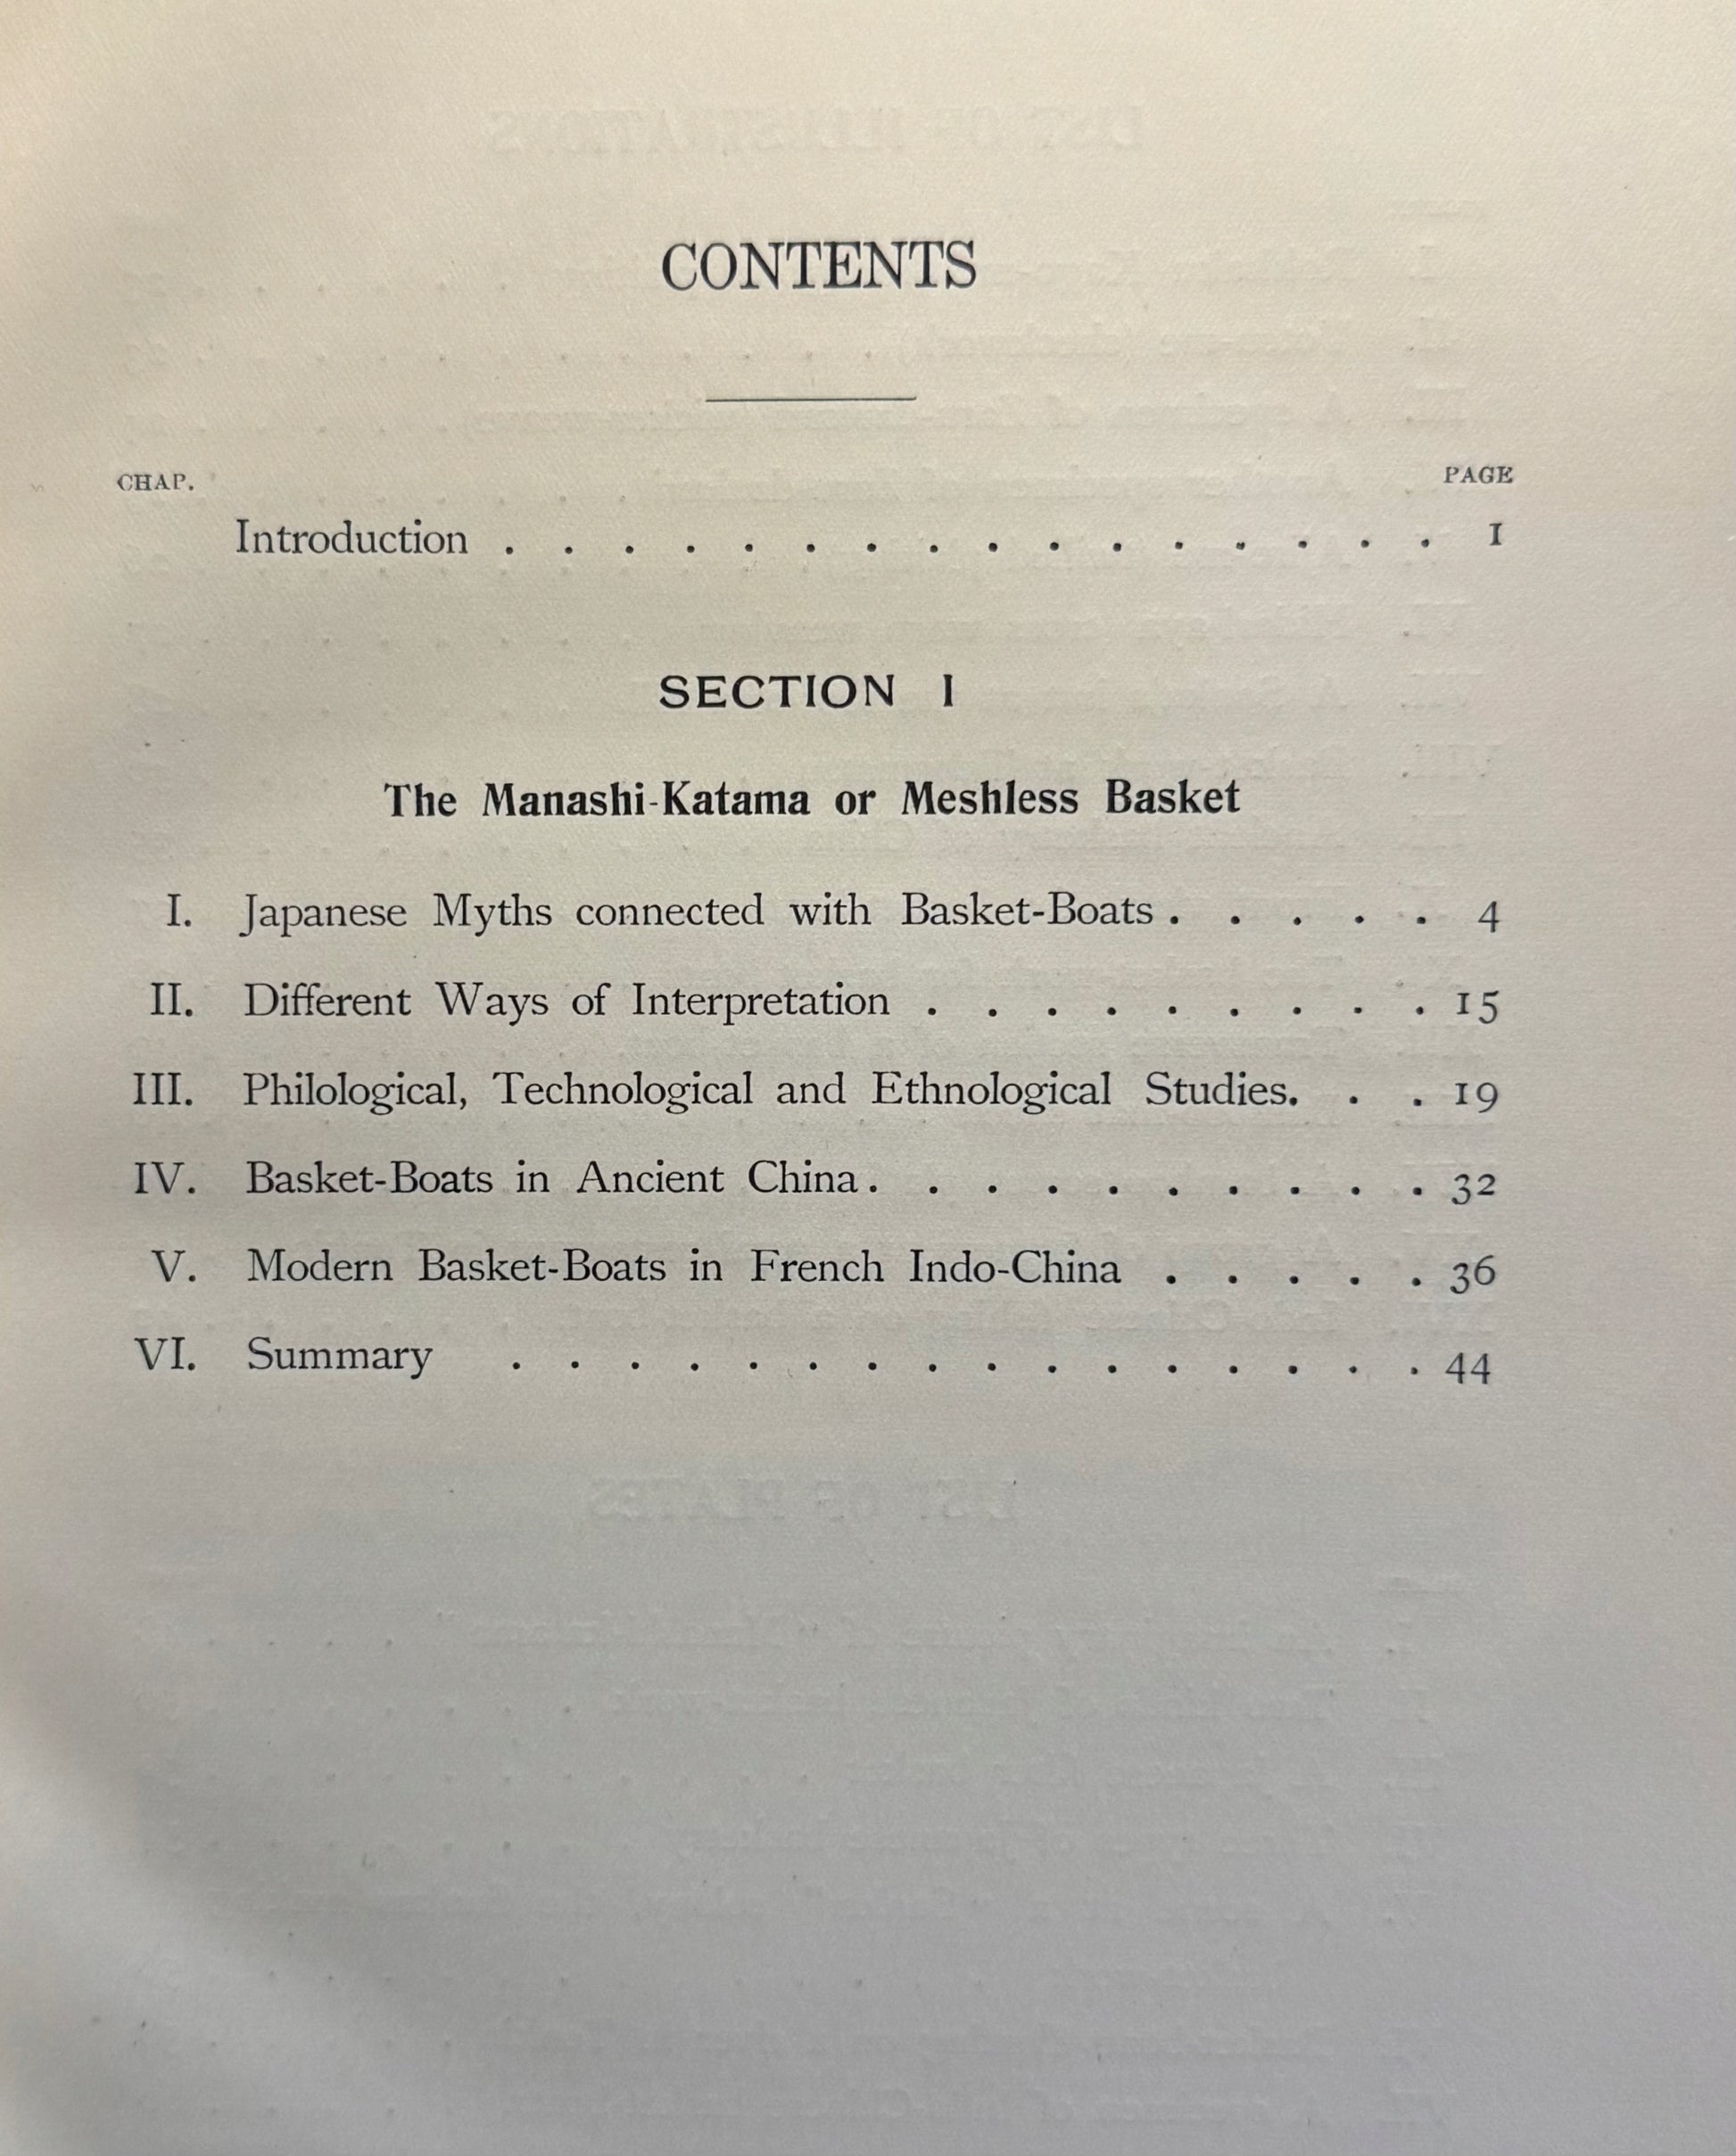 CONTENTS
CHAP. PAGE
Introduction . . . . . . . . . . . . . . . . 1
SECTION I
The Manashi-Katama or Meshless Basket
I. Japanese Myths connected with Basket-Boats . . . . . 4
II. Different Ways of Interpretation . . . . . . . . . 15
III. Philological, Technological and Ethnological Studies. . . 19
IV. Basket-Boats in Ancient China . . . . . . . . . . 32
V. Modern Basket-Boats in French Indo-China . . . . . 36
VI. Summary . . . . . . . . . . . . . . . . 44